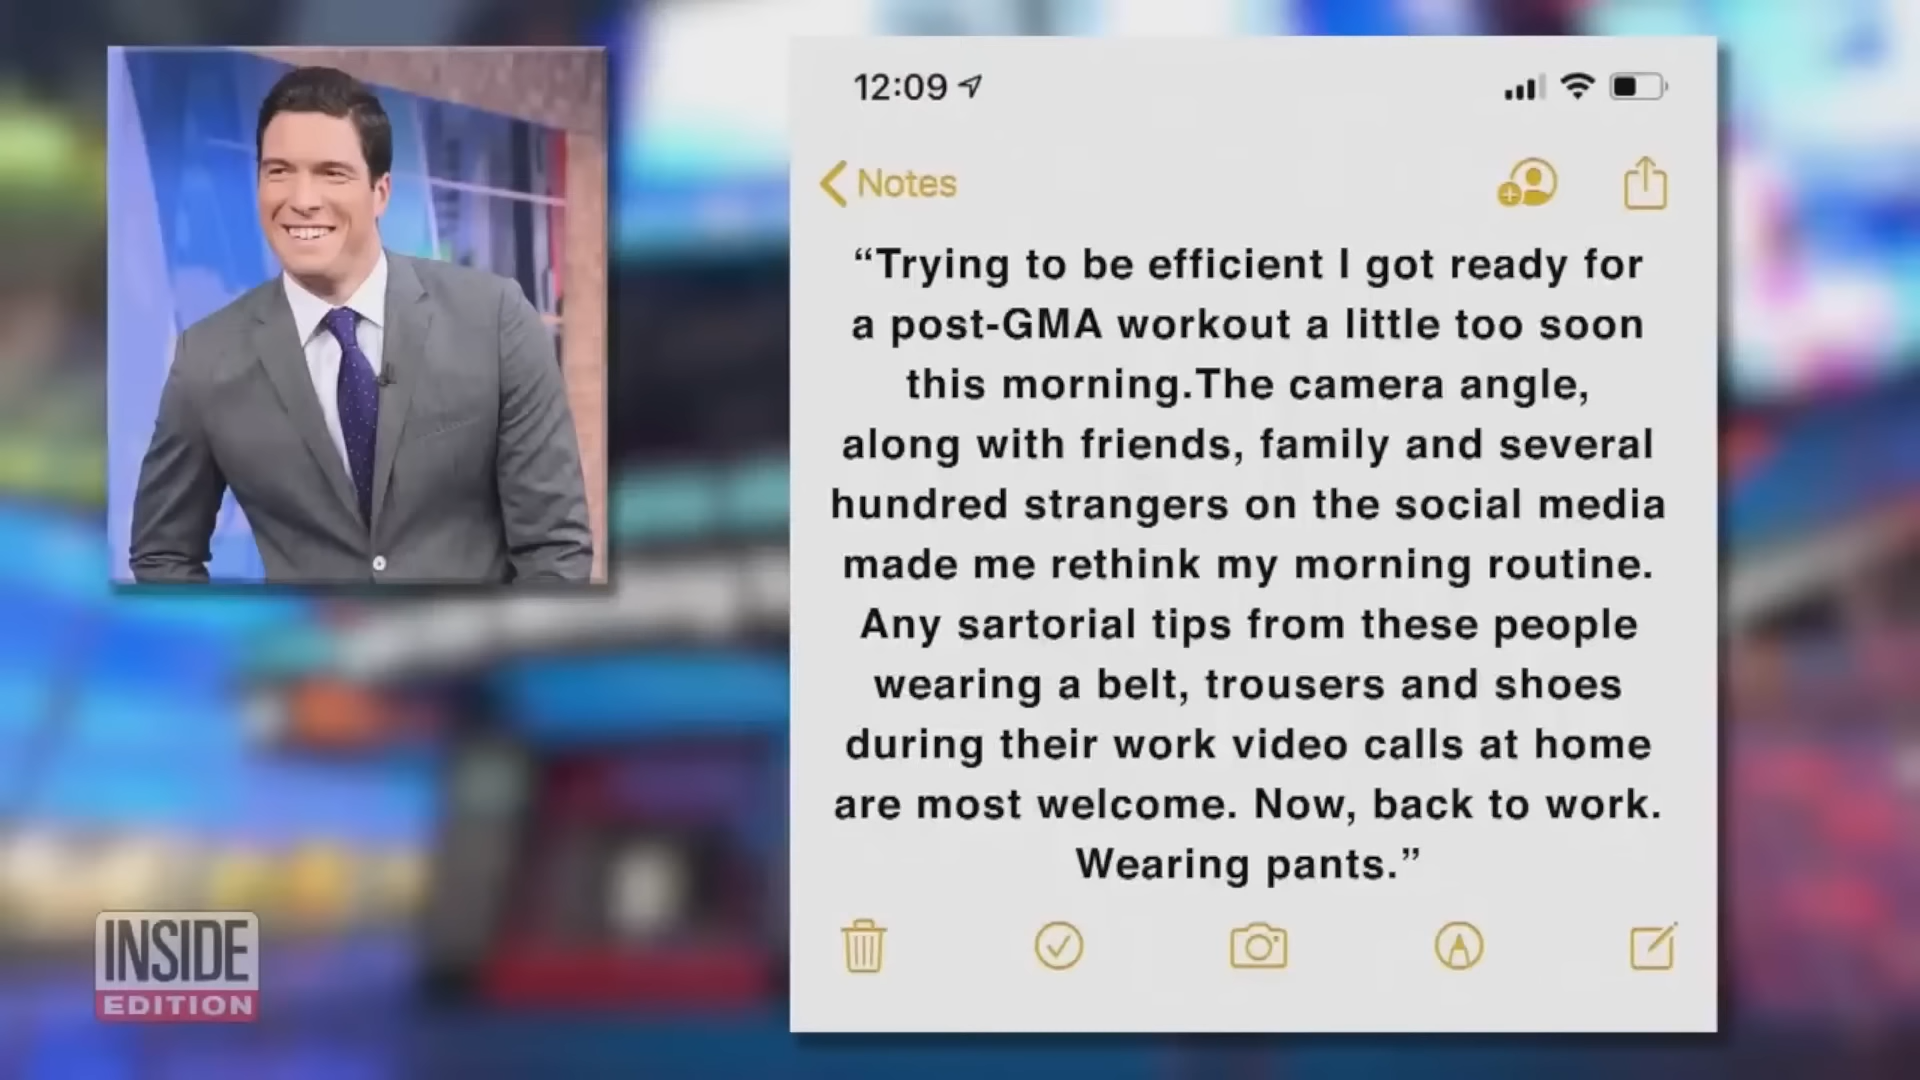 12:09
Notes
“Trying to be efficient I got ready for
a post-GMA workout a little too soon
this morning.The camera angle,
along with friends, family and several
hundred strangers on the social media
made me rethink my morning routine.
Any sartorial tips from these people
wearing a belt, trousers and shoes
during their work video calls at home
are most welcome. Now, back to work.
Wearing pants.”
INSIDE
EDITION